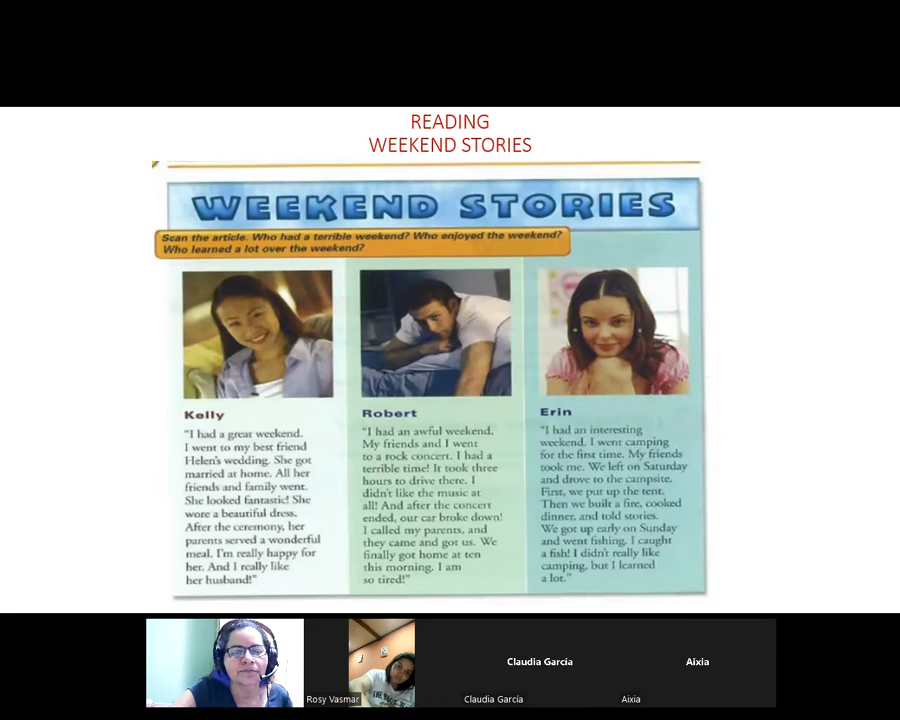 READING
WEEKEND STORIES
WEEKEND STORIES
Scan the article. Who had a terrible weekend? Who enjoyed the weekend?
Who learned a lot over the weekend?
Kelly
"I had a great weekend.
I went to my best friend
Helen's wedding. She got
married at home. All her
friends and family went.
She looked fantastic! She
wore a beautiful dress.
After the ceremony, her
parents served a wonderful
meal. I'm really happy for
her. And I really like
her husband!"
Robert
"I had an awful weekend.
My friends and I went
to a rock concert. I had a
terrible time! It took three
hours to drive there. I
didn't like the music at
all! And after the concert
ended, our car broke down!
I called my parents, and
they came and got us. We
finally got home at ten
this morning. I am
so tired!"
Erin
"I had an interesting
weekend. I went camping
for the first time. My friends
took me. We left on Saturday
and drove to the campsite.
First, we put up the tent.
Then we built a fire, cooked
dinner, and told stories.
We got up early on Sunday
and went fishing. I caught
a fish! I didn't really like
camping, but I learned
a lot."
Claudia García
Aixia
Rosy Vasmar
Claudia García
Aixia